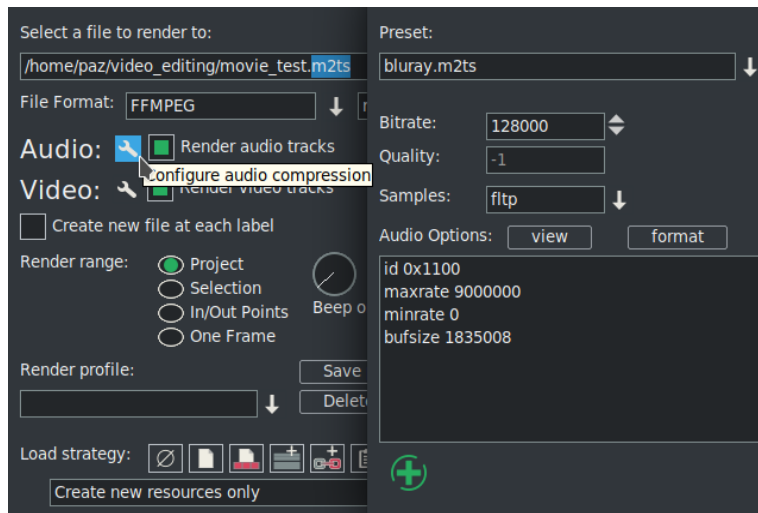 Select a file to render to:
/home/paz/video_editing/movie_test.m2ts
File Format: FFMPEG
Audio: Render audio tracks
Configure audio compression
Video: Render video tracks
Create new file at each label
Render range: Project
Selection
In/Out Points
One Frame
Beep o
Render profile: Save
Delet
Load strategy:
Create new resources only
Preset:
bluray.m2ts
Bitrate: 128000
Quality: -1
Samples: fltp
Audio Options: view format
id 0x1100
maxrate 9000000
minrate 0
bufsize 1835008